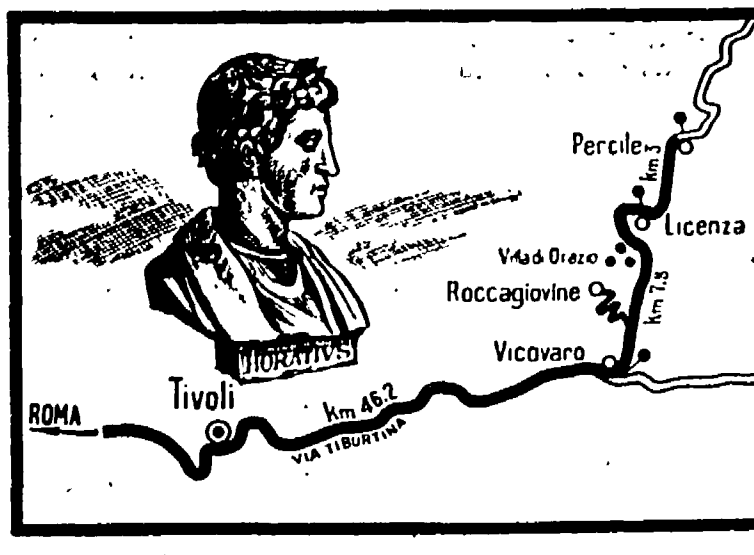 Percile
km 3
Licenza
Villa di Orazio
Roccagiovine
km 7.8
Vicovaro
HORATIVS
Tivoli
km 46.2
ROMA
VIA TIBURTINA